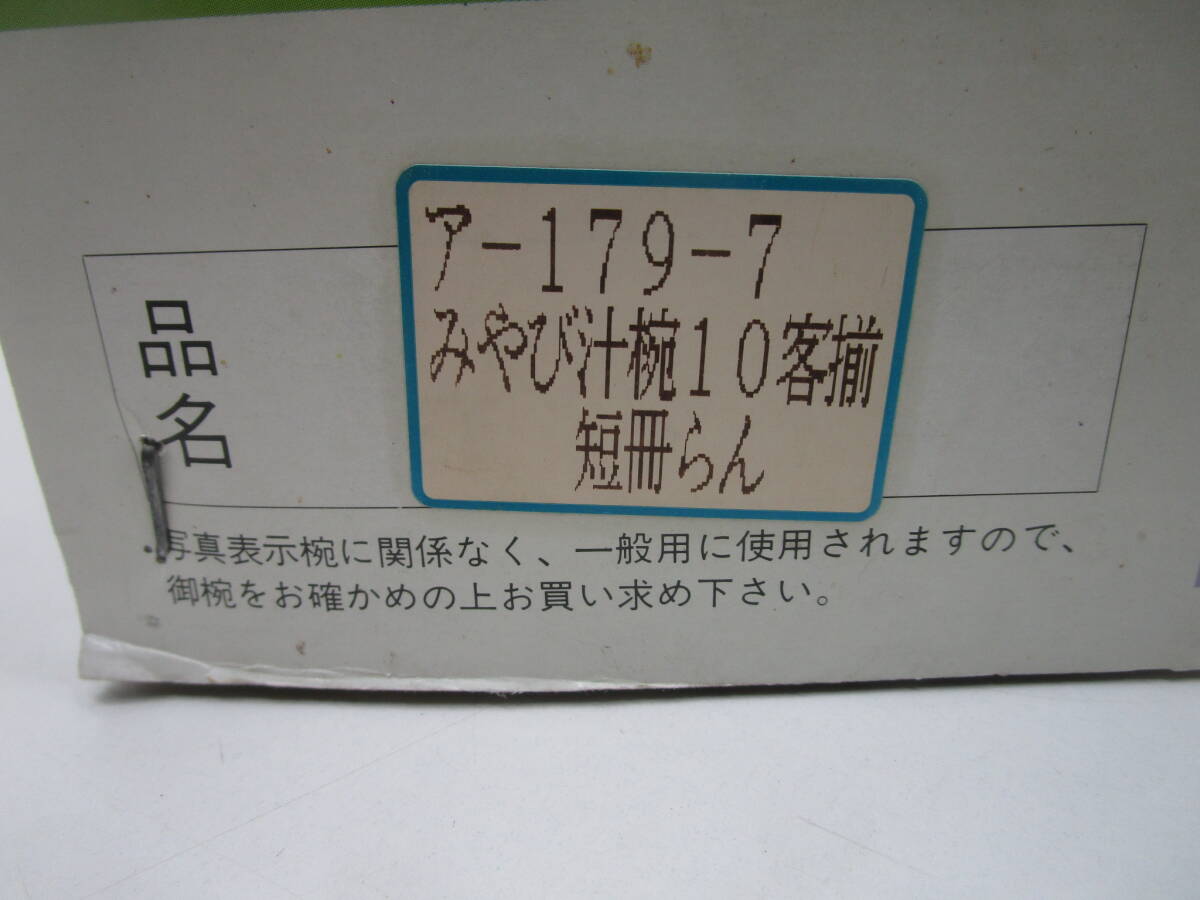 品名
ア-179-7
みやび汁椀10客揃
短冊らん
写真表示椀に関係なく、一般用に使用されますので、
御椀をお確かめの上お買い求め下さい。